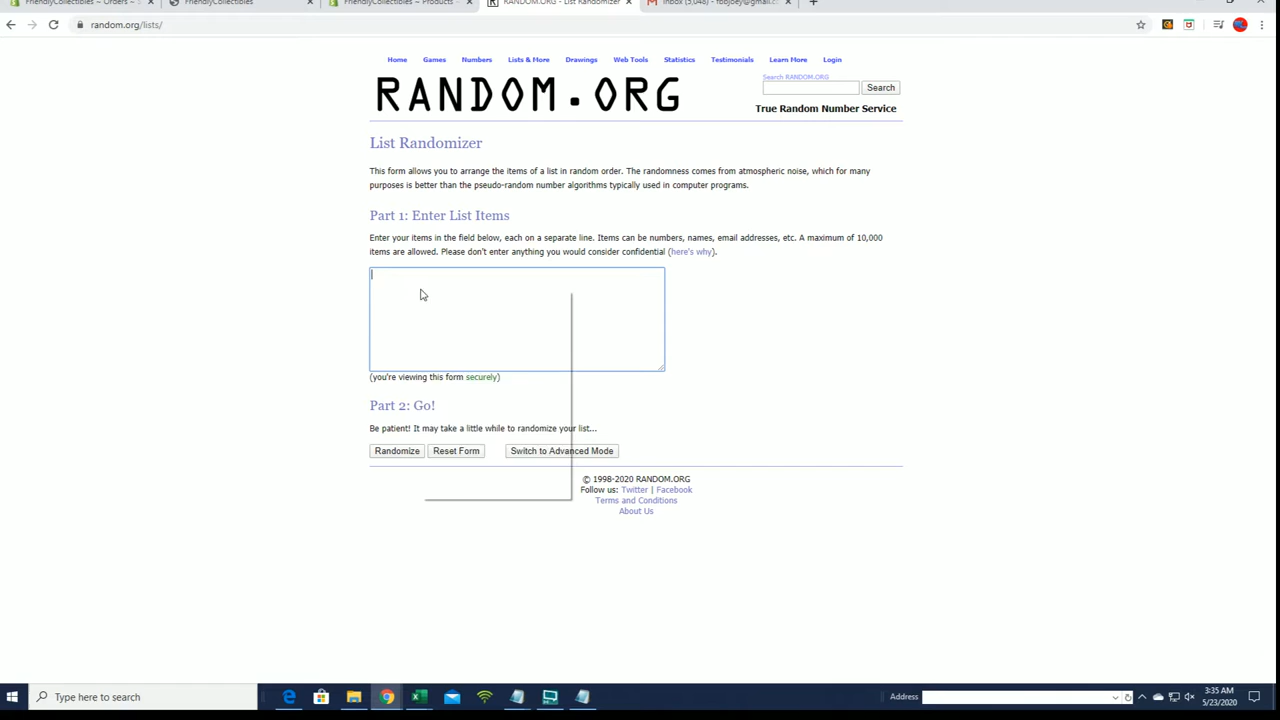 FriendlyCollectibles – Orders – S
FriendlyCollectibles
FriendlyCollectibles – Products –
RANDOM.ORG - List Randomizer
random.org/lists/
Home Games Numbers Lists & More Drawings Web Tools Statistics Testimonials Learn More Login
RANDOM.ORG
Search RANDOM.ORG
Search
True Random Number Service
List Randomizer
This form allows you to arrange the items of a list in random order. The randomness comes from atmospheric noise, which for many
purposes is better than the pseudo-random number algorithms typically used in computer programs.
Part 1: Enter List Items
Enter your items in the field below, each on a separate line. Items can be numbers, names, email addresses, etc. A maximum of 10,000
items are allowed. Please don't enter anything you would consider confidential (here's why).
(you're viewing this form securely)
Part 2: Go!
Be patient! It may take a little while to randomize your list...
Randomize Reset Form Switch to Advanced Mode
© 1998-2020 RANDOM.ORG
Follow us: Twitter | Facebook
Terms and Conditions
About Us
Type here to search
Address
3:35 AM
5/23/2020